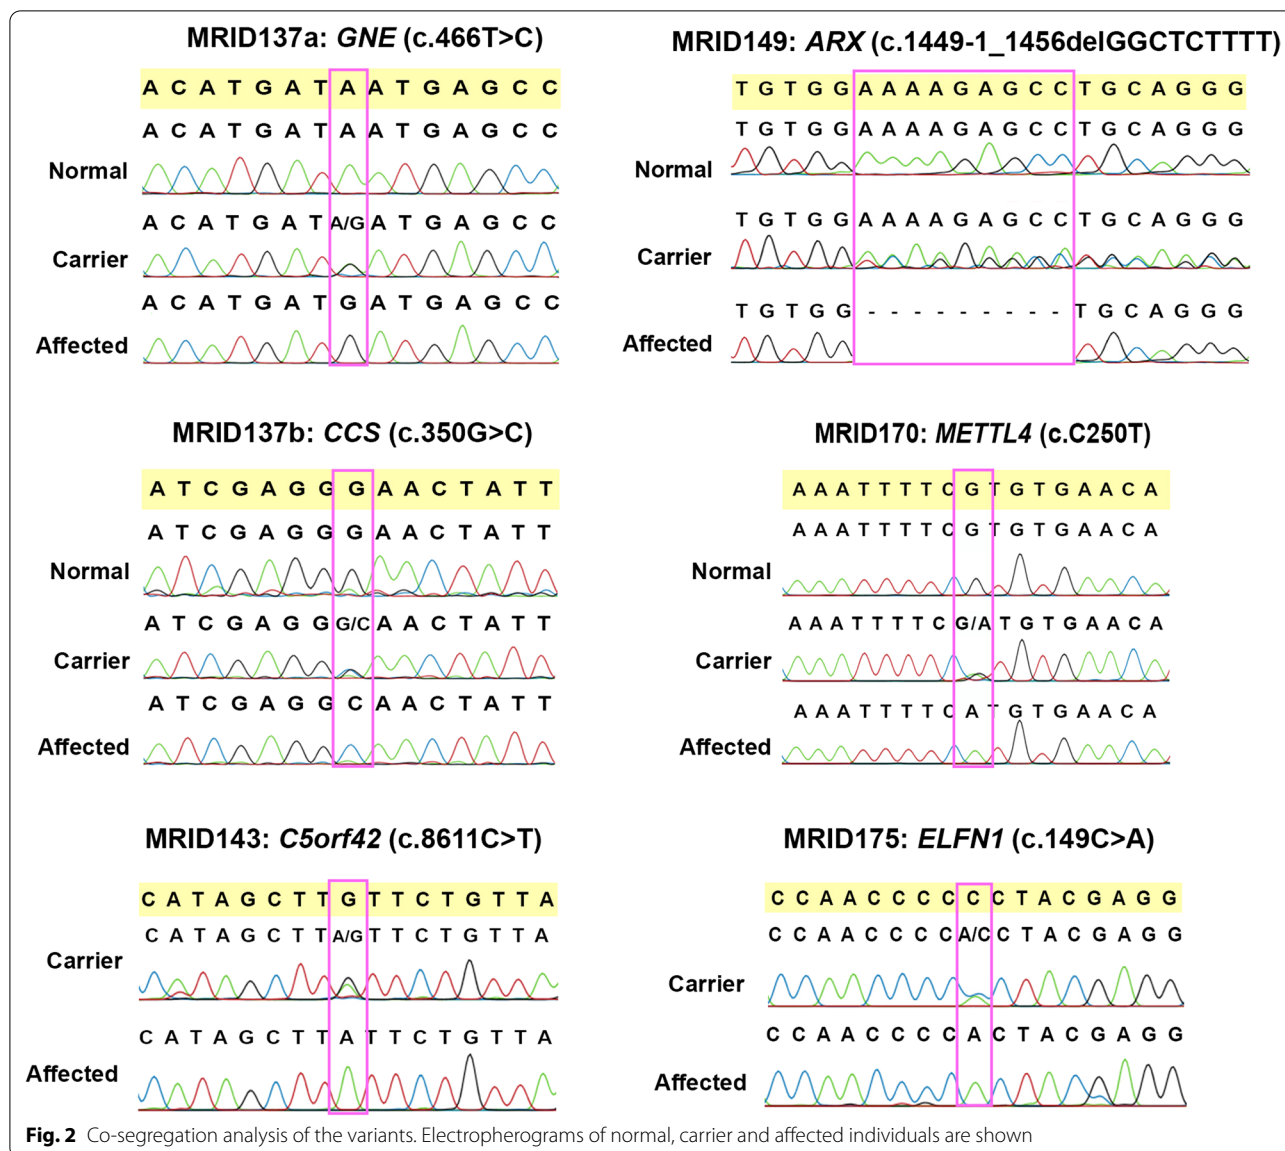 MRID137a: GNE (c.466T>C)
A C A T G A T A A T G A G C C
A C A T G A T A A T G A G C C
Normal
A C A T G A T A/G A T G A G C C
Carrier
A C A T G A T G A T G A G C C
Affected
MRID149: ARX (c.1449-1_1456delGGCTCTTTT)
T G T G G A A A A G A G C C T G C A G G G
T G T G G A A A A G A G C C T G C A G G G
Normal
T G T G G A A A A G A G C C T G C A G G G
Carrier
T G T G G - - - - - - - - - T G C A G G G
Affected
MRID137b: CCS (c.350G>C)
A T C G A G G G A A C T A T T
A T C G A G G G A A C T A T T
Normal
A T C G A G G G/C A A C T A T T
Carrier
A T C G A G G C A A C T A T T
Affected
MRID170: METTL4 (c.C250T)
A A A T T T T C G T G T G A A C A
A A A T T T T C G T G T G A A C A
Normal
A A A T T T T C G/A T G T G A A C A
Carrier
A A A T T T T C A T G T G A A C A
Affected
MRID143: C5orf42 (c.8611C>T)
C A T A G C T T G T T C T G T T A
C A T A G C T T A/G T T C T G T T A
Carrier
C A T A G C T T A T T C T G T T A
Affected
MRID175: ELFN1 (c.149C>A)
C C A A C C C C C C T A C G A G G
C C A A C C C C A/C C T A C G A G G
Carrier
C C A A C C C C A C T A C G A G G
Affected
Fig. 2 Co-segregation analysis of the variants. Electropherograms of normal, carrier and affected individuals are shown